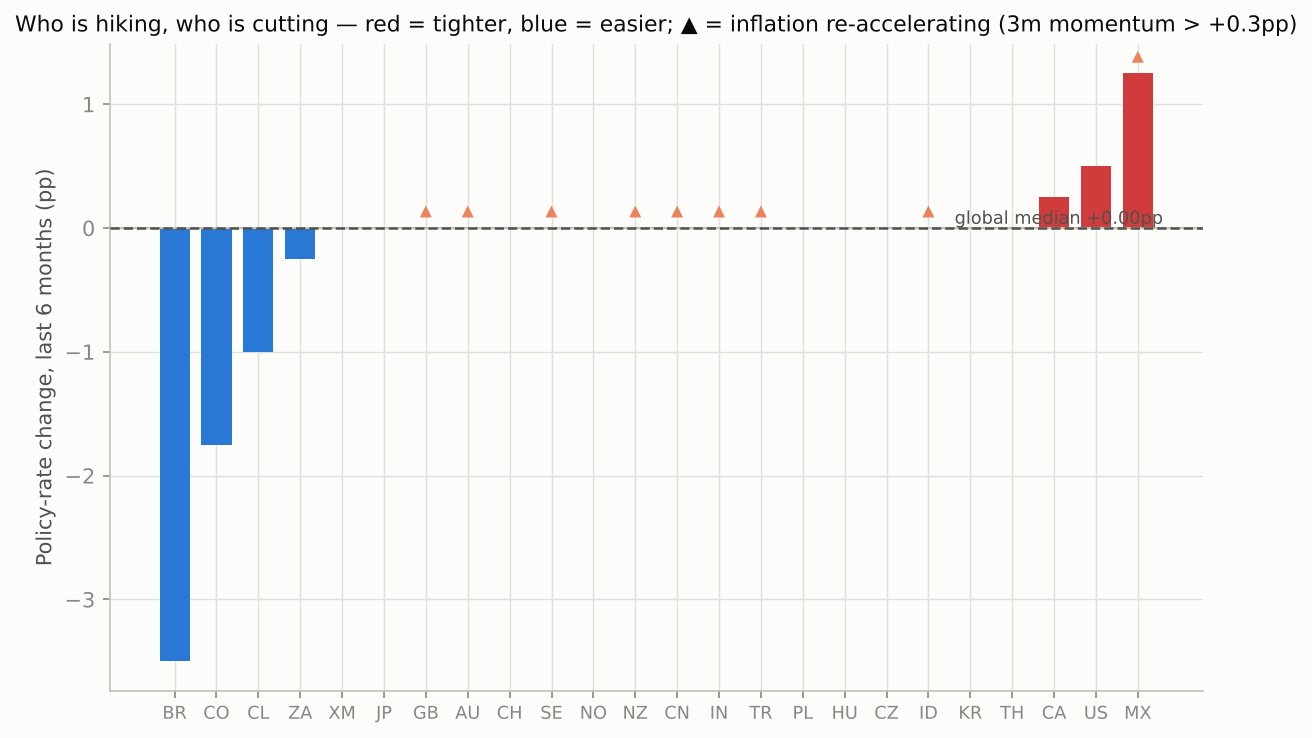 Who is hiking, who is cutting — red = tighter, blue = easier; ▲ = inflation re-accelerating (3m momentum > +0.3pp)
Policy-rate change, last 6 months (pp)
1
0
−1
−2
−3
global median +0.00pp
BR CO CL ZA XM JP GB AU CH SE NO NZ CN IN TR PL HU CZ ID KR TH CA US MX